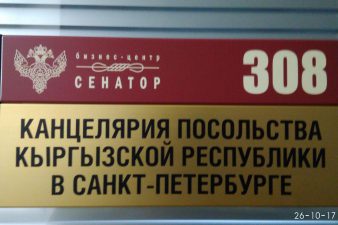 бизнес-центр
СЕНАТОР
308
КАНЦЕЛЯРИЯ ПОСОЛЬСТВА
КЫРГЫЗСКОЙ РЕСПУБЛИКИ
В САНКТ-ПЕТЕРБУРГЕ
26-10-17